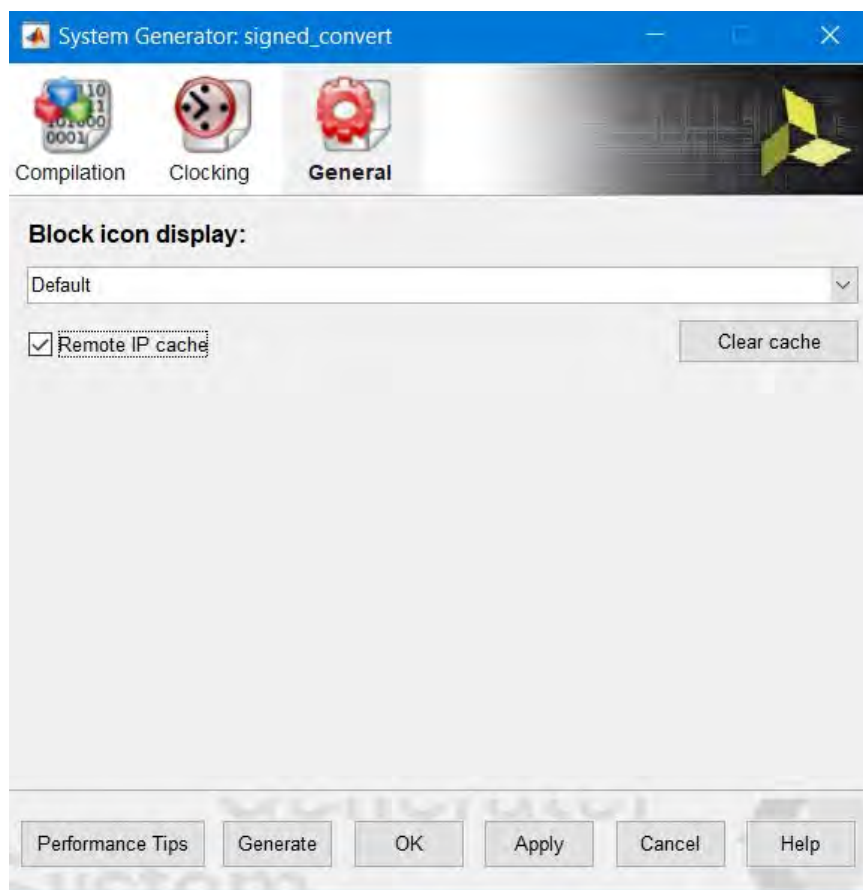 System Generator: signed_convert
Compilation Clocking General
Block icon display:
Default
Remote IP cache Clear cache
Performance Tips Generate OK Apply Cancel Help